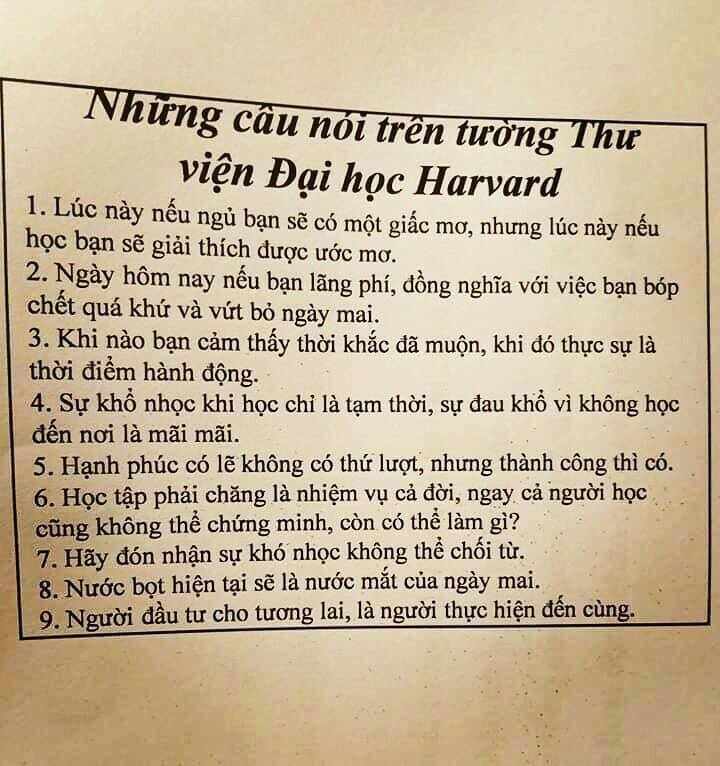 Những câu nói trên tường Thư
viện Đại học Harvard
1. Lúc này nếu ngủ bạn sẽ có một giấc mơ, nhưng lúc này nếu
học bạn sẽ giải thích được ước mơ.
2. Ngày hôm nay nếu bạn lãng phí, đồng nghĩa với việc bạn bóp
chết quá khứ và vứt bỏ ngày mai.
3. Khi nào bạn cảm thấy thời khắc đã muộn, khi đó thực sự là
thời điểm hành động.
4. Sự khổ nhọc khi học chỉ là tạm thời, sự đau khổ vì không học
đến nơi là mãi mãi.
5. Hạnh phúc có lẽ không có thứ lượt, nhưng thành công thì có.
6. Học tập phải chăng là nhiệm vụ cả đời, ngay cả người học
cũng không thể chứng minh, còn có thể làm gì?
7. Hãy đón nhận sự khó nhọc không thể chối từ.
8. Nước bọt hiện tại sẽ là nước mắt của ngày mai.
9. Người đầu tư cho tương lai, là người thực hiện đến cùng.